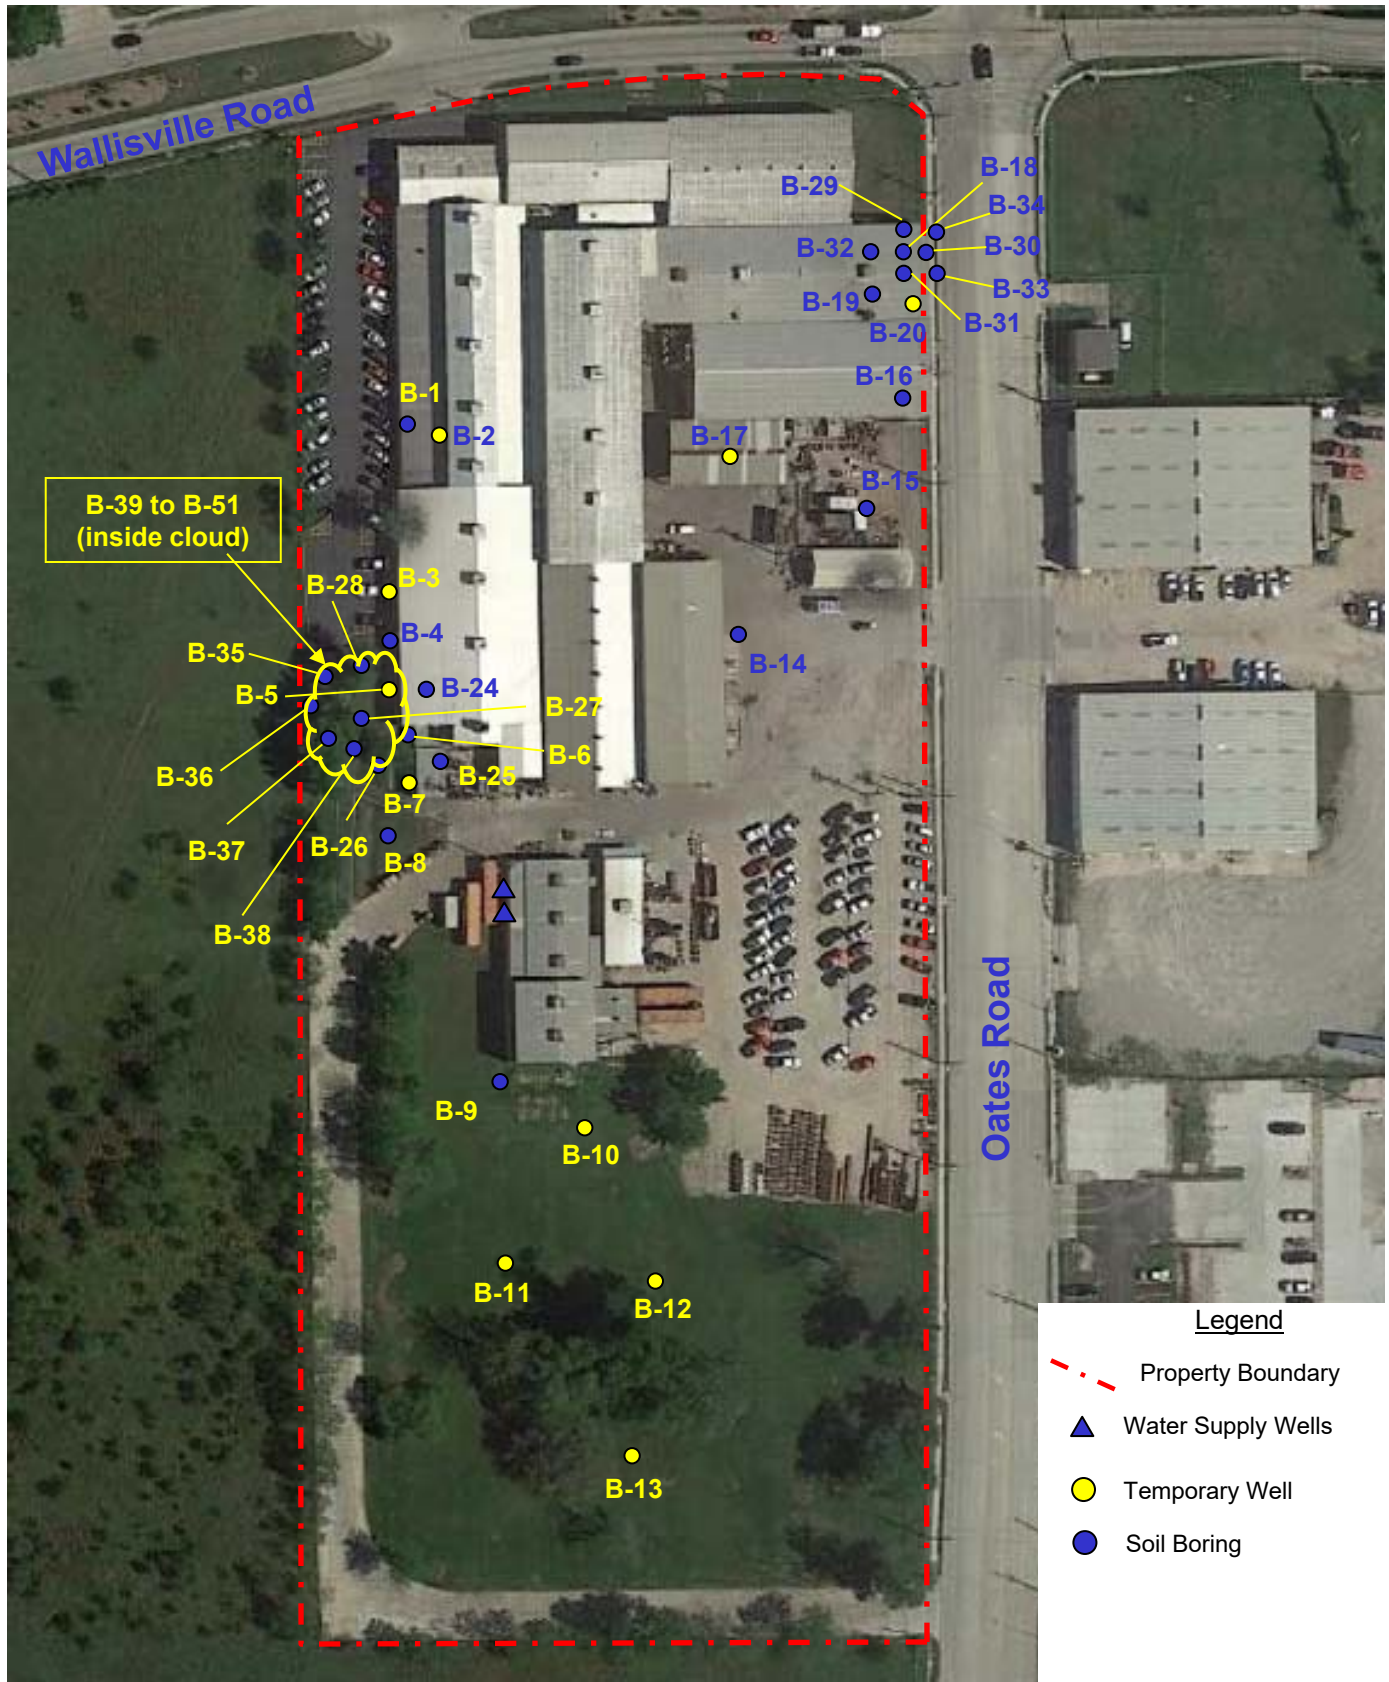 Wallisville Road
B-18
B-29
B-34
B-32
B-30
B-33
B-19
B-20
B-31
B-16
B-1
B-2
B-17
B-15
B-39 to B-51
(inside cloud)
B-3
B-28
B-4
B-35
B-14
B-5
B-24
B-27
B-6
B-36
B-25
B-7
B-37
B-26
B-8
B-38
Oates Road
B-9
B-10
B-11
B-12
B-13
Legend
Property Boundary
Water Supply Wells
Temporary Well
Soil Boring